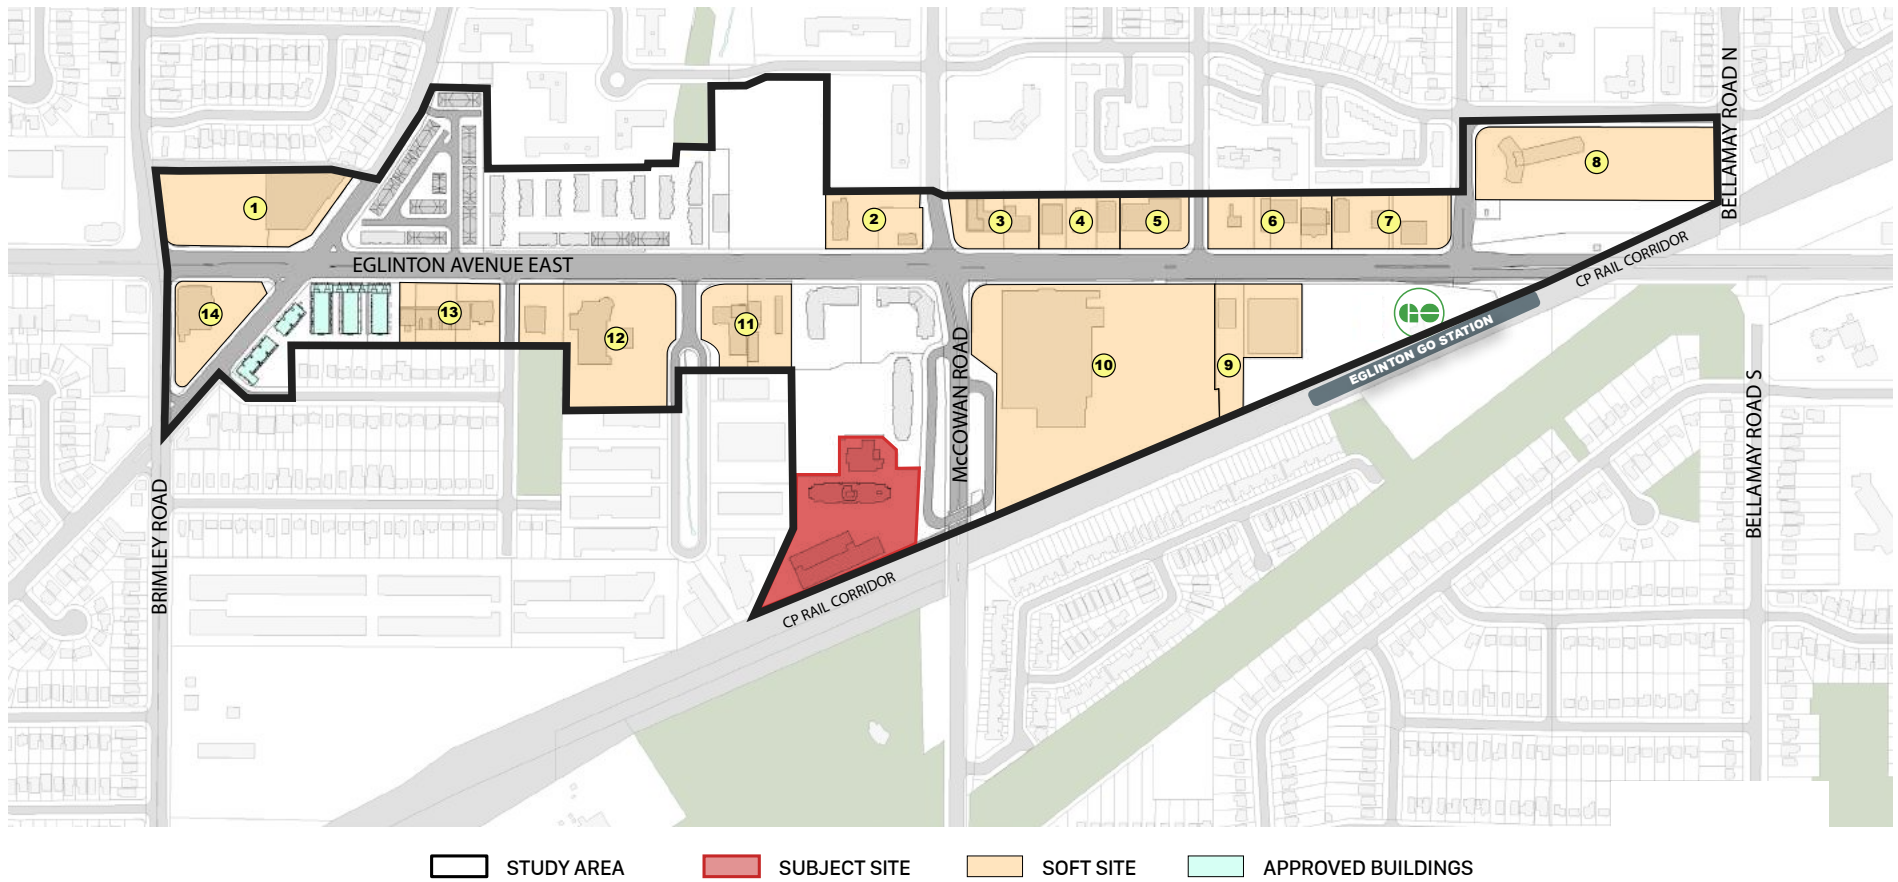 BELLAMAY ROAD N
8
1
2
3
4
5
6
7
CP RAIL CORRIDOR
EGLINTON AVENUE EAST
14
13
12
11
10
9
GO
EGLINTON GO STATION
McCOWAN ROAD
BRIMLEY ROAD
BELLAMAY ROAD S
CP RAIL CORRIDOR
STUDY AREA
SUBJECT SITE
SOFT SITE
APPROVED BUILDINGS